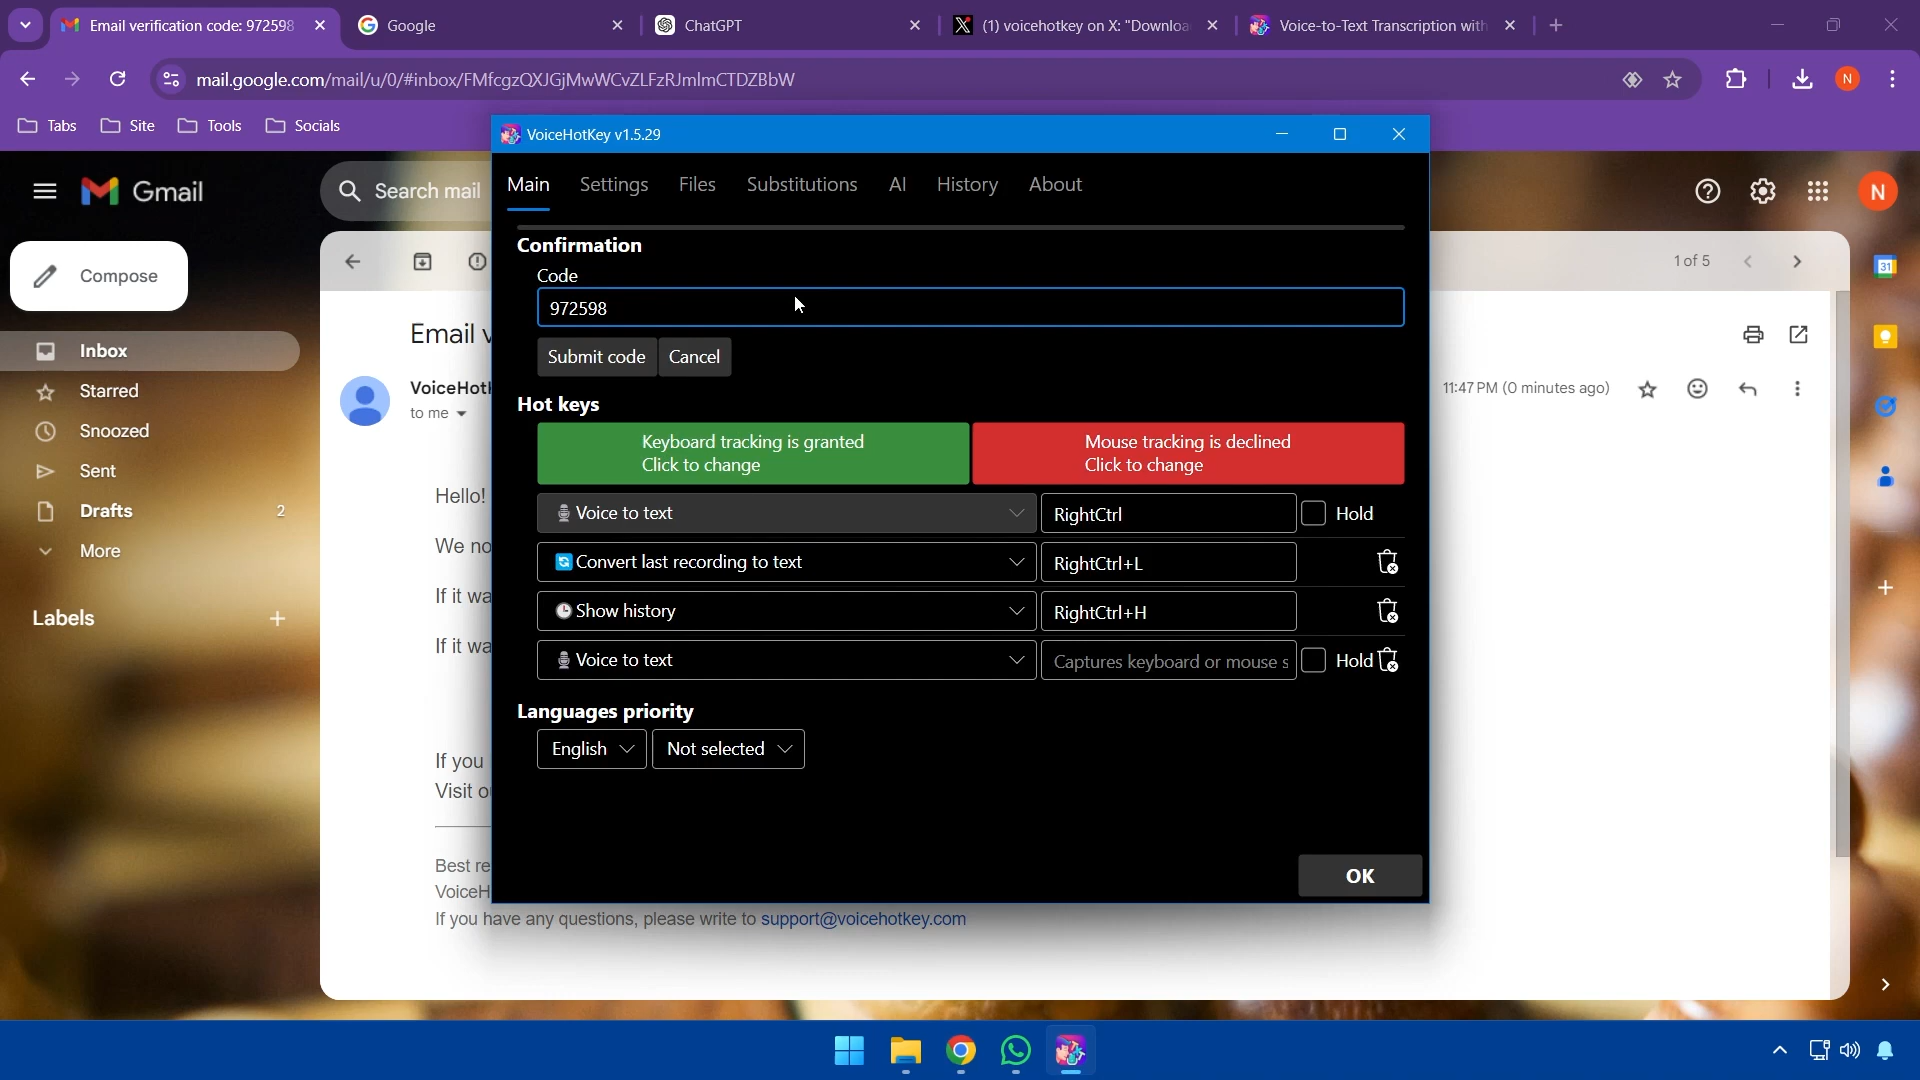 Email verification code: 972598
Google
ChatGPT
(1) voicehotkey on X: "Downloa
Voice-to-Text Transcription with
mail.google.com/mail/u/0/#inbox/FMfcgzQXJGjMwWCvZLFzRJmlmCTDZBbW
N
Tabs
Site
Tools
Socials
VoiceHotKey v1.5.29
Gmail
Search mail
N
Main
Settings
Files
Substitutions
AI
History
About
Compose
1 of 5
31
Confirmation
Code
972598
Submit code
Cancel
Email v
Inbox
Starred
Snoozed
Sent
Drafts
2
More
Labels
VoiceHotK
to me
11:47 PM (0 minutes ago)
Hot keys
Keyboard tracking is granted
Click to change
Mouse tracking is declined
Click to change
Hello!
Voice to text
RightCtrl
Hold
We no
Convert last recording to text
RightCtrl+L
If it wa
Show history
RightCtrl+H
If it wa
Voice to text
Captures keyboard or mouse s
Hold
Languages priority
English
Not selected
If you
Visit ou
Best re
VoiceH
OK
If you have any questions, please write to support@voicehotkey.com